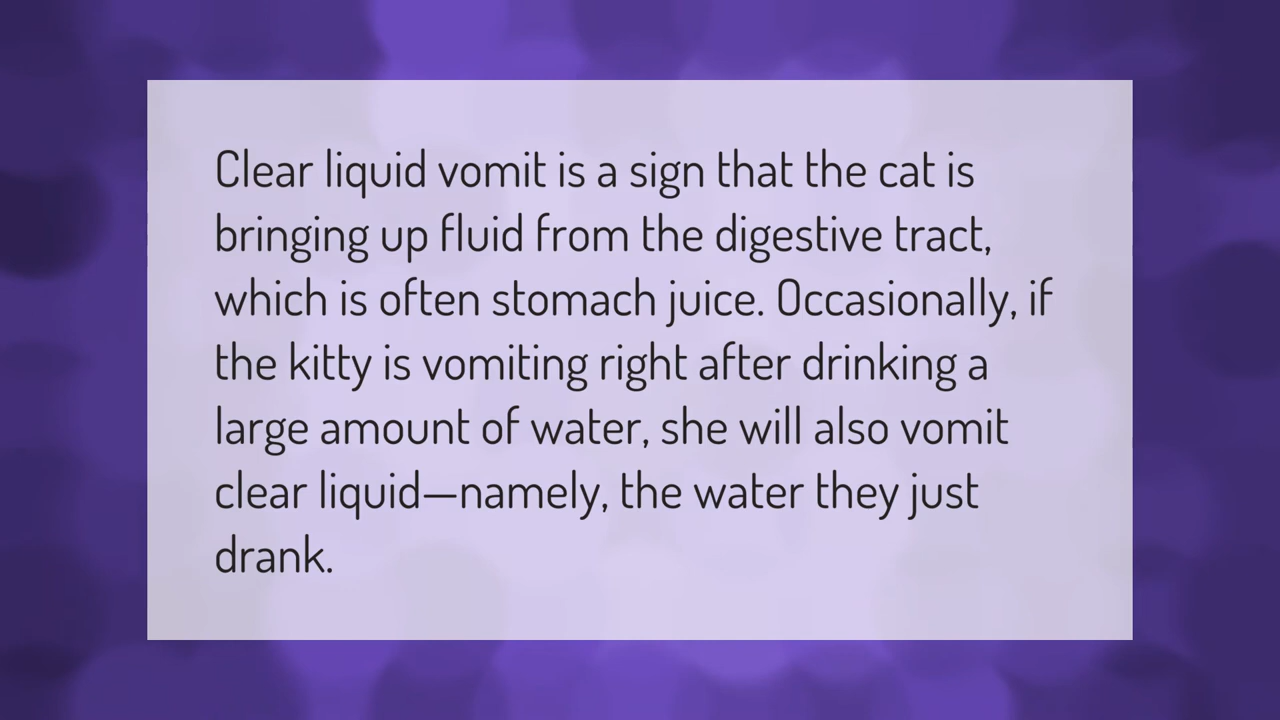 Clear liquid vomit is a sign that the cat is
bringing up fluid from the digestive tract,
which is often stomach juice. Occasionally, if
the kitty is vomiting right after drinking a
large amount of water, she will also vomit
clear liquid—namely, the water they just
drank.